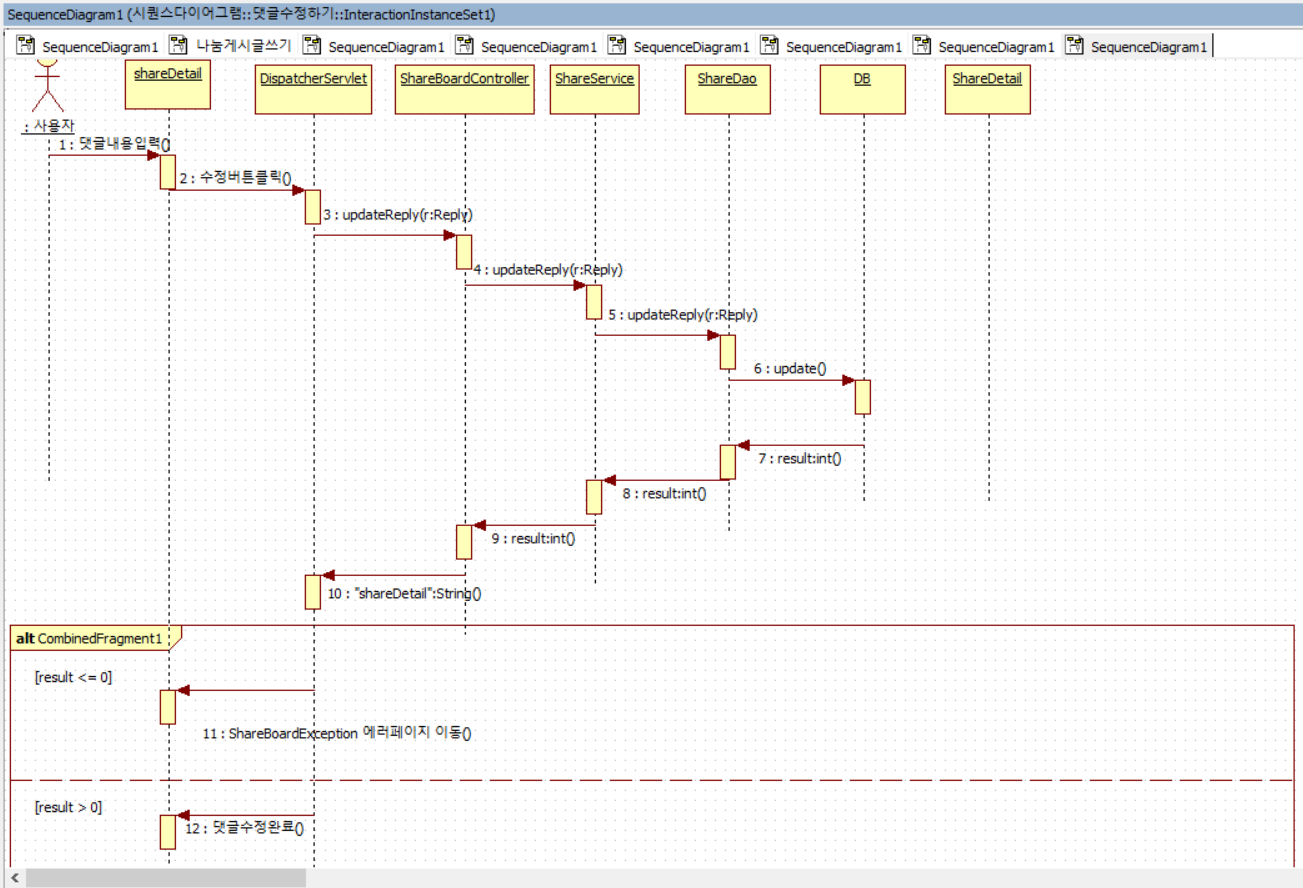 SequenceDiagram1 (시퀀스다이어그램::댓글수정하기::InteractionInstanceSet1)
SequenceDiagram1 나눔게시글쓰기 SequenceDiagram1 SequenceDiagram1 SequenceDiagram1 SequenceDiagram1 SequenceDiagram1 SequenceDiagram1
shareDetail DispatcherServlet ShareBoardController ShareService ShareDao DB ShareDetail
: 사용자
1 : 댓글내용입력()
2 : 수정버튼클릭()
3 : updateReply(r:Reply)
4 : updateReply(r:Reply)
5 : updateReply(r:Reply)
6 : update()
7 : result:int()
8 : result:int()
9 : result:int()
10 : "shareDetail":String()
alt CombinedFragment1
[result <= 0]
11 : ShareBoardException 에러페이지 이동()
[result > 0]
12 : 댓글수정완료()